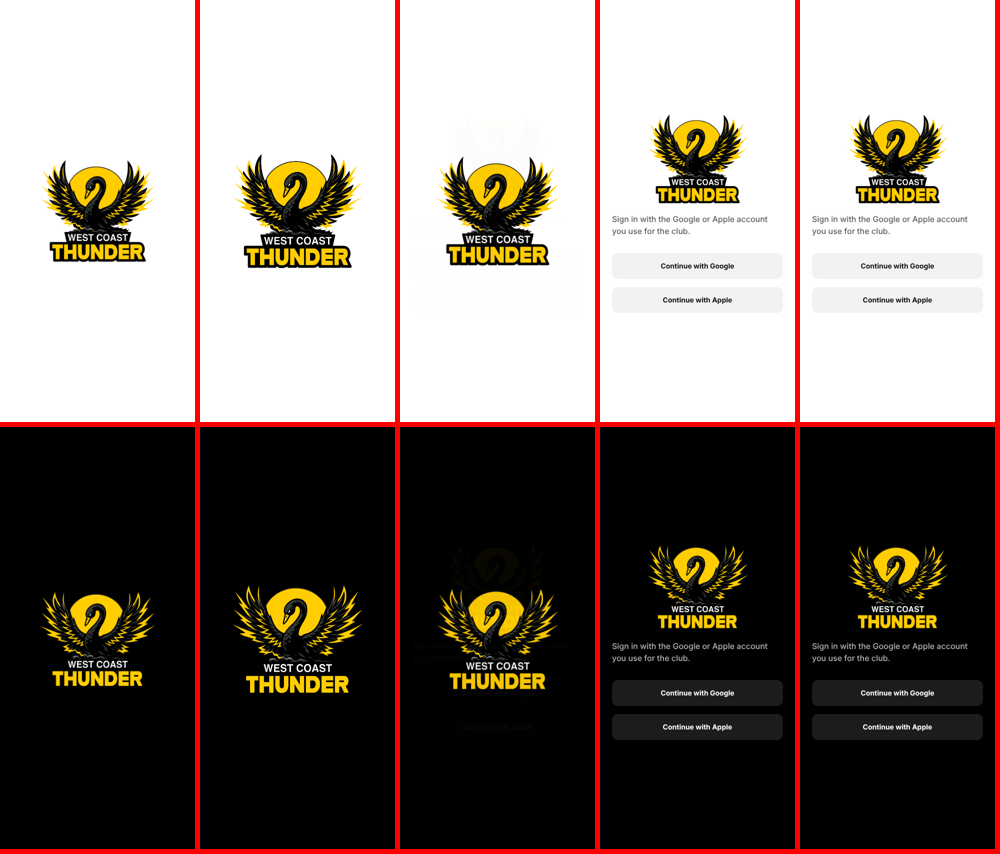 WEST COAST
THUNDER
WEST COAST
THUNDER
WEST COAST
THUNDER
WEST COAST
THUNDER
Sign in with the Google or Apple account
you use for the club.
Continue with Google
Continue with Apple
WEST COAST
THUNDER
Sign in with the Google or Apple account
you use for the club.
Continue with Google
Continue with Apple
WEST COAST
THUNDER
WEST COAST
THUNDER
WEST COAST
THUNDER
WEST COAST
THUNDER
Sign in with the Google or Apple account
you use for the club.
Continue with Google
Continue with Apple
WEST COAST
THUNDER
Sign in with the Google or Apple account
you use for the club.
Continue with Google
Continue with Apple